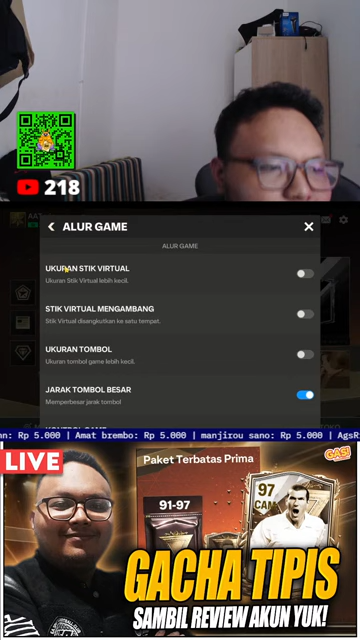 218
ALUR GAME
ALUR GAME
UKURAN STIK VIRTUAL
Ukuran Stik Virtual lebih kecil.
STIK VIRTUAL MENGAMBANG
Stik Virtual disangkutkan ke satu tempat.
UKURAN TOMBOL
Ukuran tombol game lebih kecil.
JARAK TOMBOL BESAR
Memperbesar jarak tombol
nn: Rp 5.000 | Amat brembo: Rp 5.000 | manjirou sano: Rp 5.000 | AgsR
LIVE
Paket Terbatas Prima
GAS!
91-97
97
CAM
GACHA TIPIS
SAMBIL REVIEW AKUN YUK!